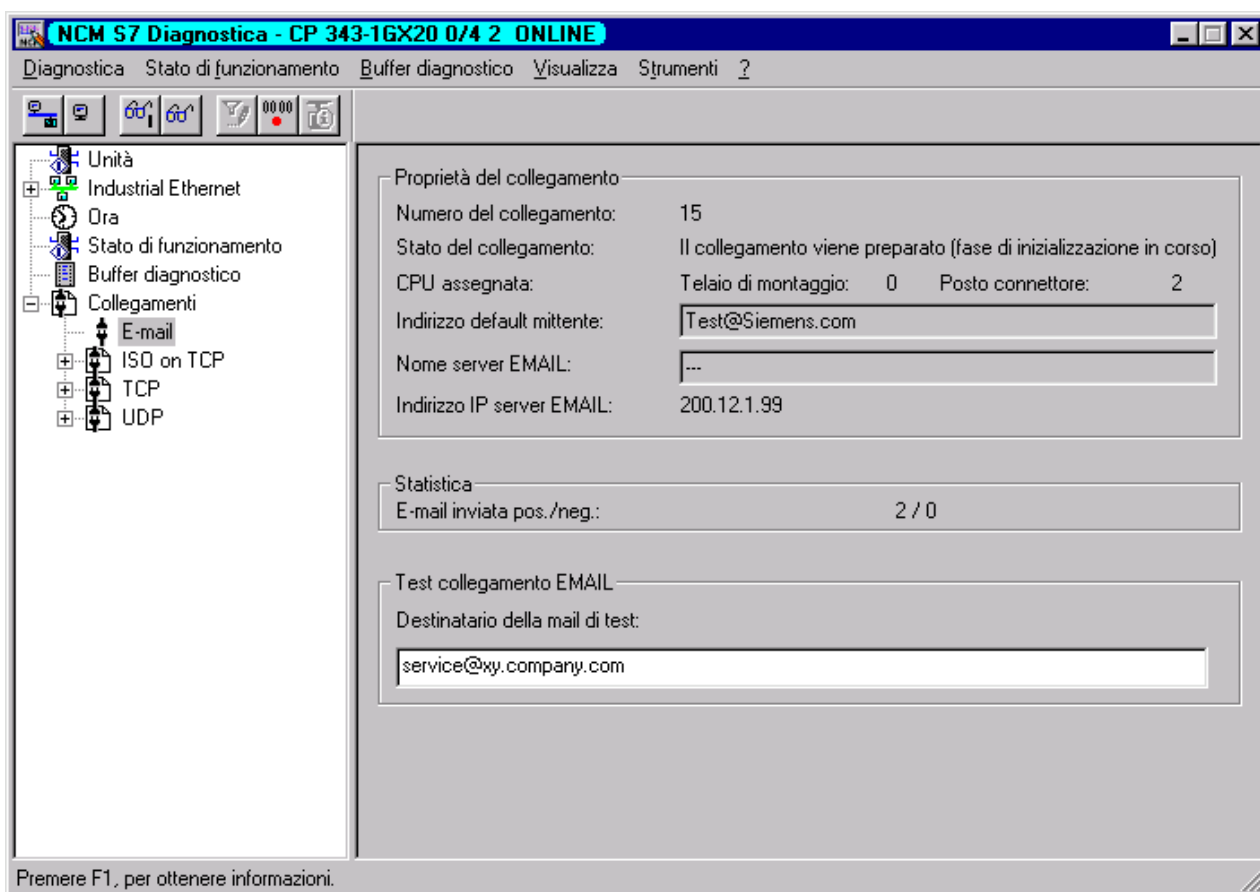 NCM S7 Diagnostica - CP 343-1GX20 0/4 2 ONLINE
Diagnostica Stato di funzionamento Buffer diagnostico Visualizza Strumenti ?
Unità
Industrial Ethernet
Ora
Stato di funzionamento
Buffer diagnostico
Collegamenti
E-mail
ISO on TCP
TCP
UDP
Proprietà del collegamento
Numero del collegamento: 15
Stato del collegamento: Il collegamento viene preparato (fase di inizializzazione in corso)
CPU assegnata: Telaio di montaggio: 0 Posto connettore: 2
Indirizzo default mittente: Test@Siemens.com
Nome server EMAIL: ---
Indirizzo IP server EMAIL: 200.12.1.99
Statistica
E-mail inviata pos./neg.: 2 / 0
Test collegamento EMAIL
Destinatario della mail di test:
service@xy.company.com
Premere F1, per ottenere informazioni.